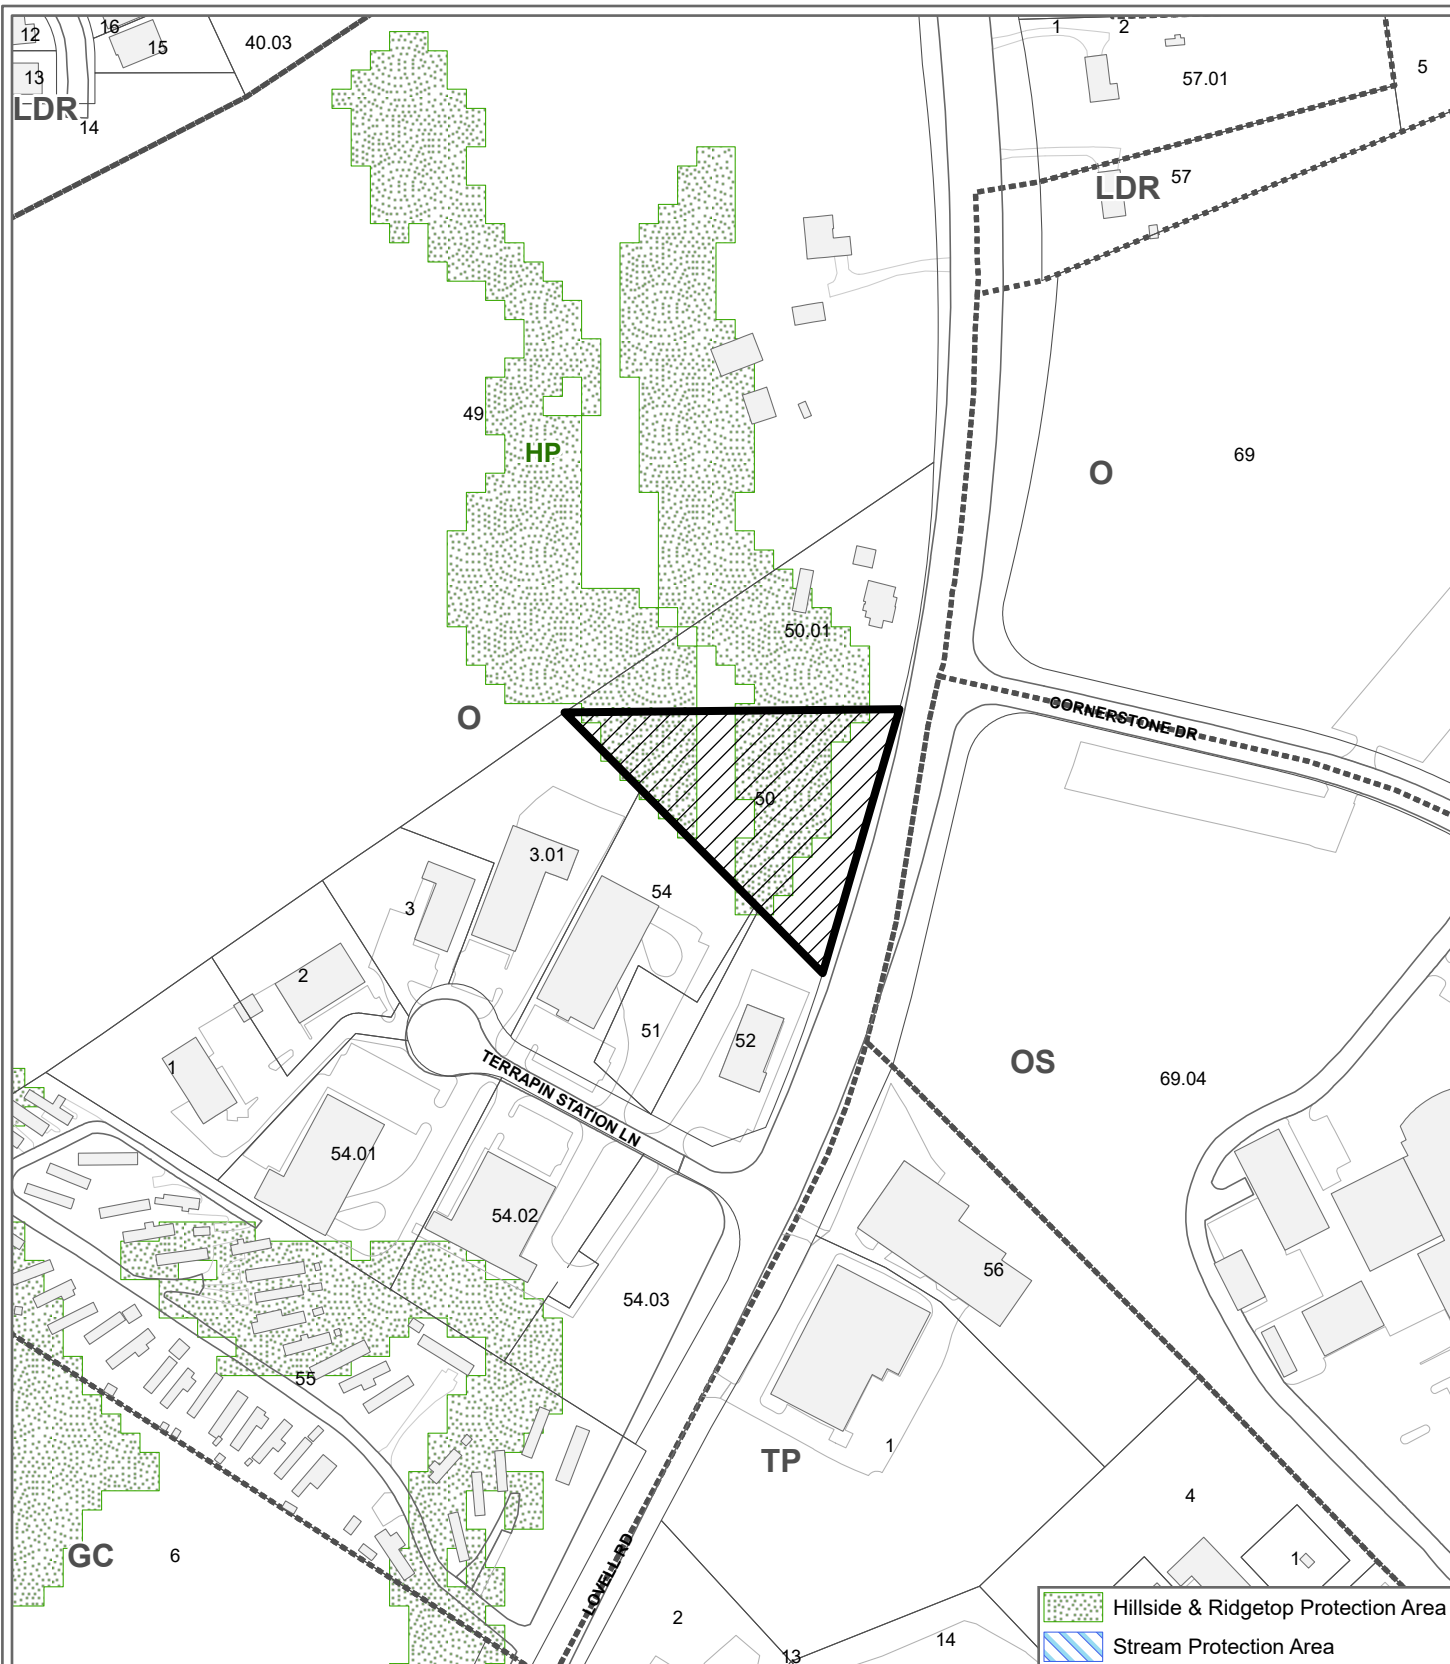 12
16
15
40.03
13
LDR
14
1
2
57.01
5
LDR
57
49
HP
O
69
50.01
O
CORNERSTONE DR
50
3.01
54
3
2
51
52
1
TERRAPIN STATION LN
OS
69.04
54.01
54.02
56
54.03
55
TP
1
GC
6
4
1
LOVELL RD
2
13
14
Hillside & Ridgetop Protection Area
Stream Protection Area